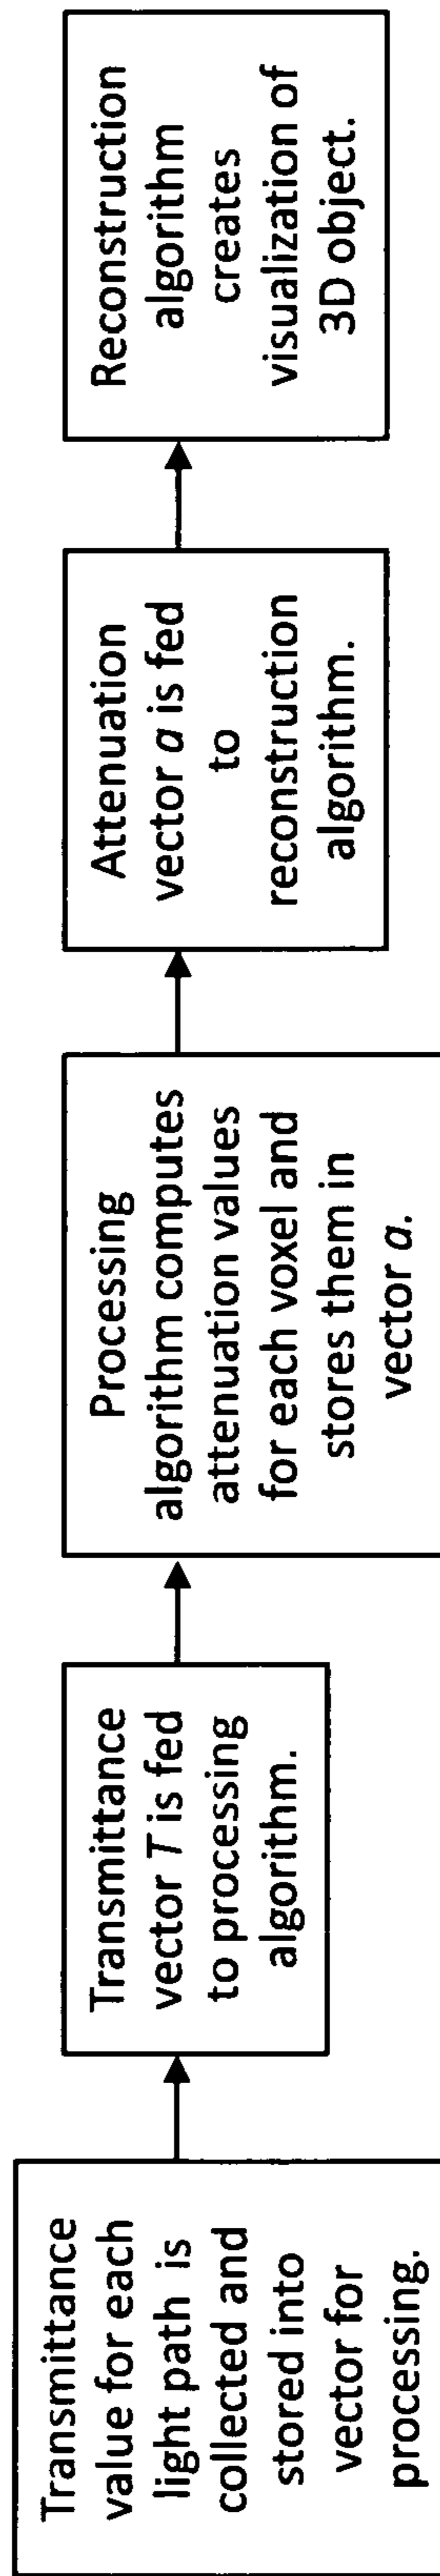 Transmittance
value for each
light path is
collected and
stored into
vector for
processing.
Transmittance
vector T is fed
to processing
algorithm.
Processing
algorithm computes
attenuation values
for each voxel and
stores them in
vector a.
Attenuation
vector a is fed
to
reconstruction
algorithm.
Reconstruction
algorithm
creates
visualization of
3D object.